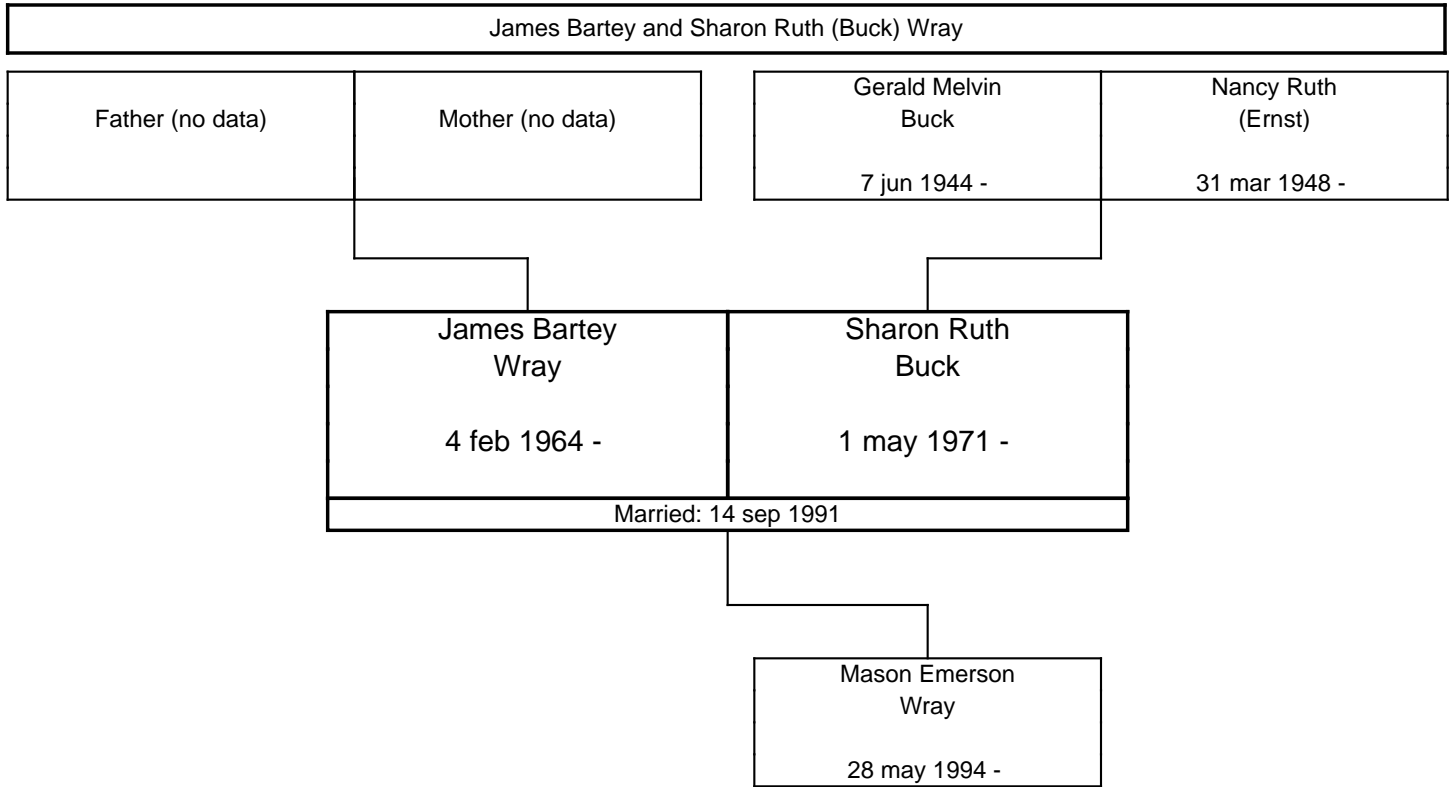 James Bartey and Sharon Ruth (Buck) Wray
Father (no data)
Mother (no data)
Gerald Melvin
Buck
7 jun 1944 -
Nancy Ruth
(Ernst)
31 mar 1948 -
James Bartey
Wray
4 feb 1964 -
Sharon Ruth
Buck
1 may 1971 -
Married: 14 sep 1991
Mason Emerson
Wray
28 may 1994 -